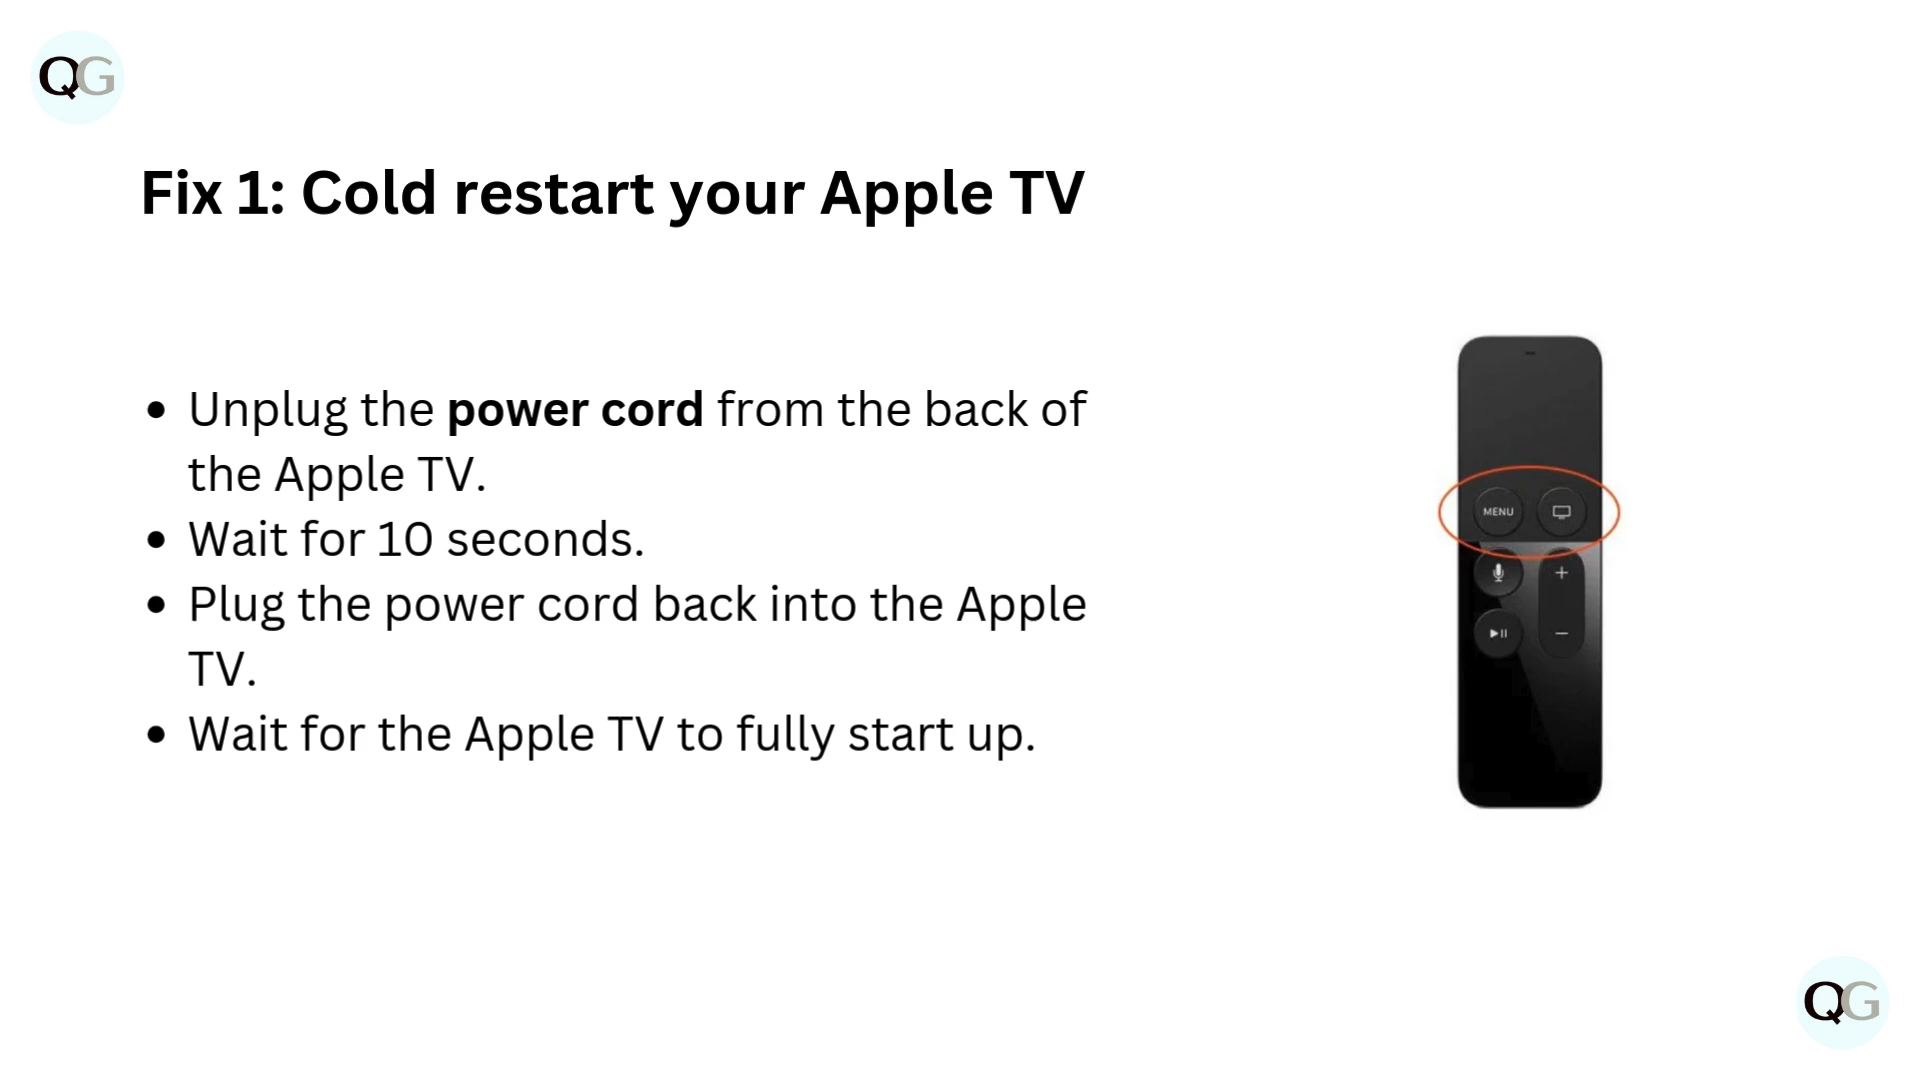 QG
Fix 1: Cold restart your Apple TV
• Unplug the power cord from the back of
the Apple TV.
• Wait for 10 seconds.
• Plug the power cord back into the Apple
TV.
• Wait for the Apple TV to fully start up.
MENU
+
−
QG